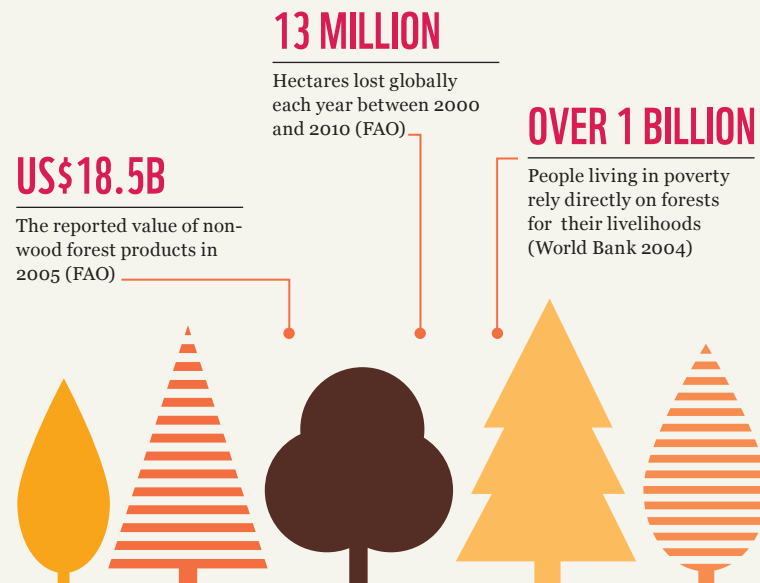 13 MILLION
Hectares lost globally
each year between 2000
and 2010 (FAO)
OVER 1 BILLION
People living in poverty
rely directly on forests
for their livelihoods
(World Bank 2004)
US$18.5B
The reported value of non-
wood forest products in
2005 (FAO)